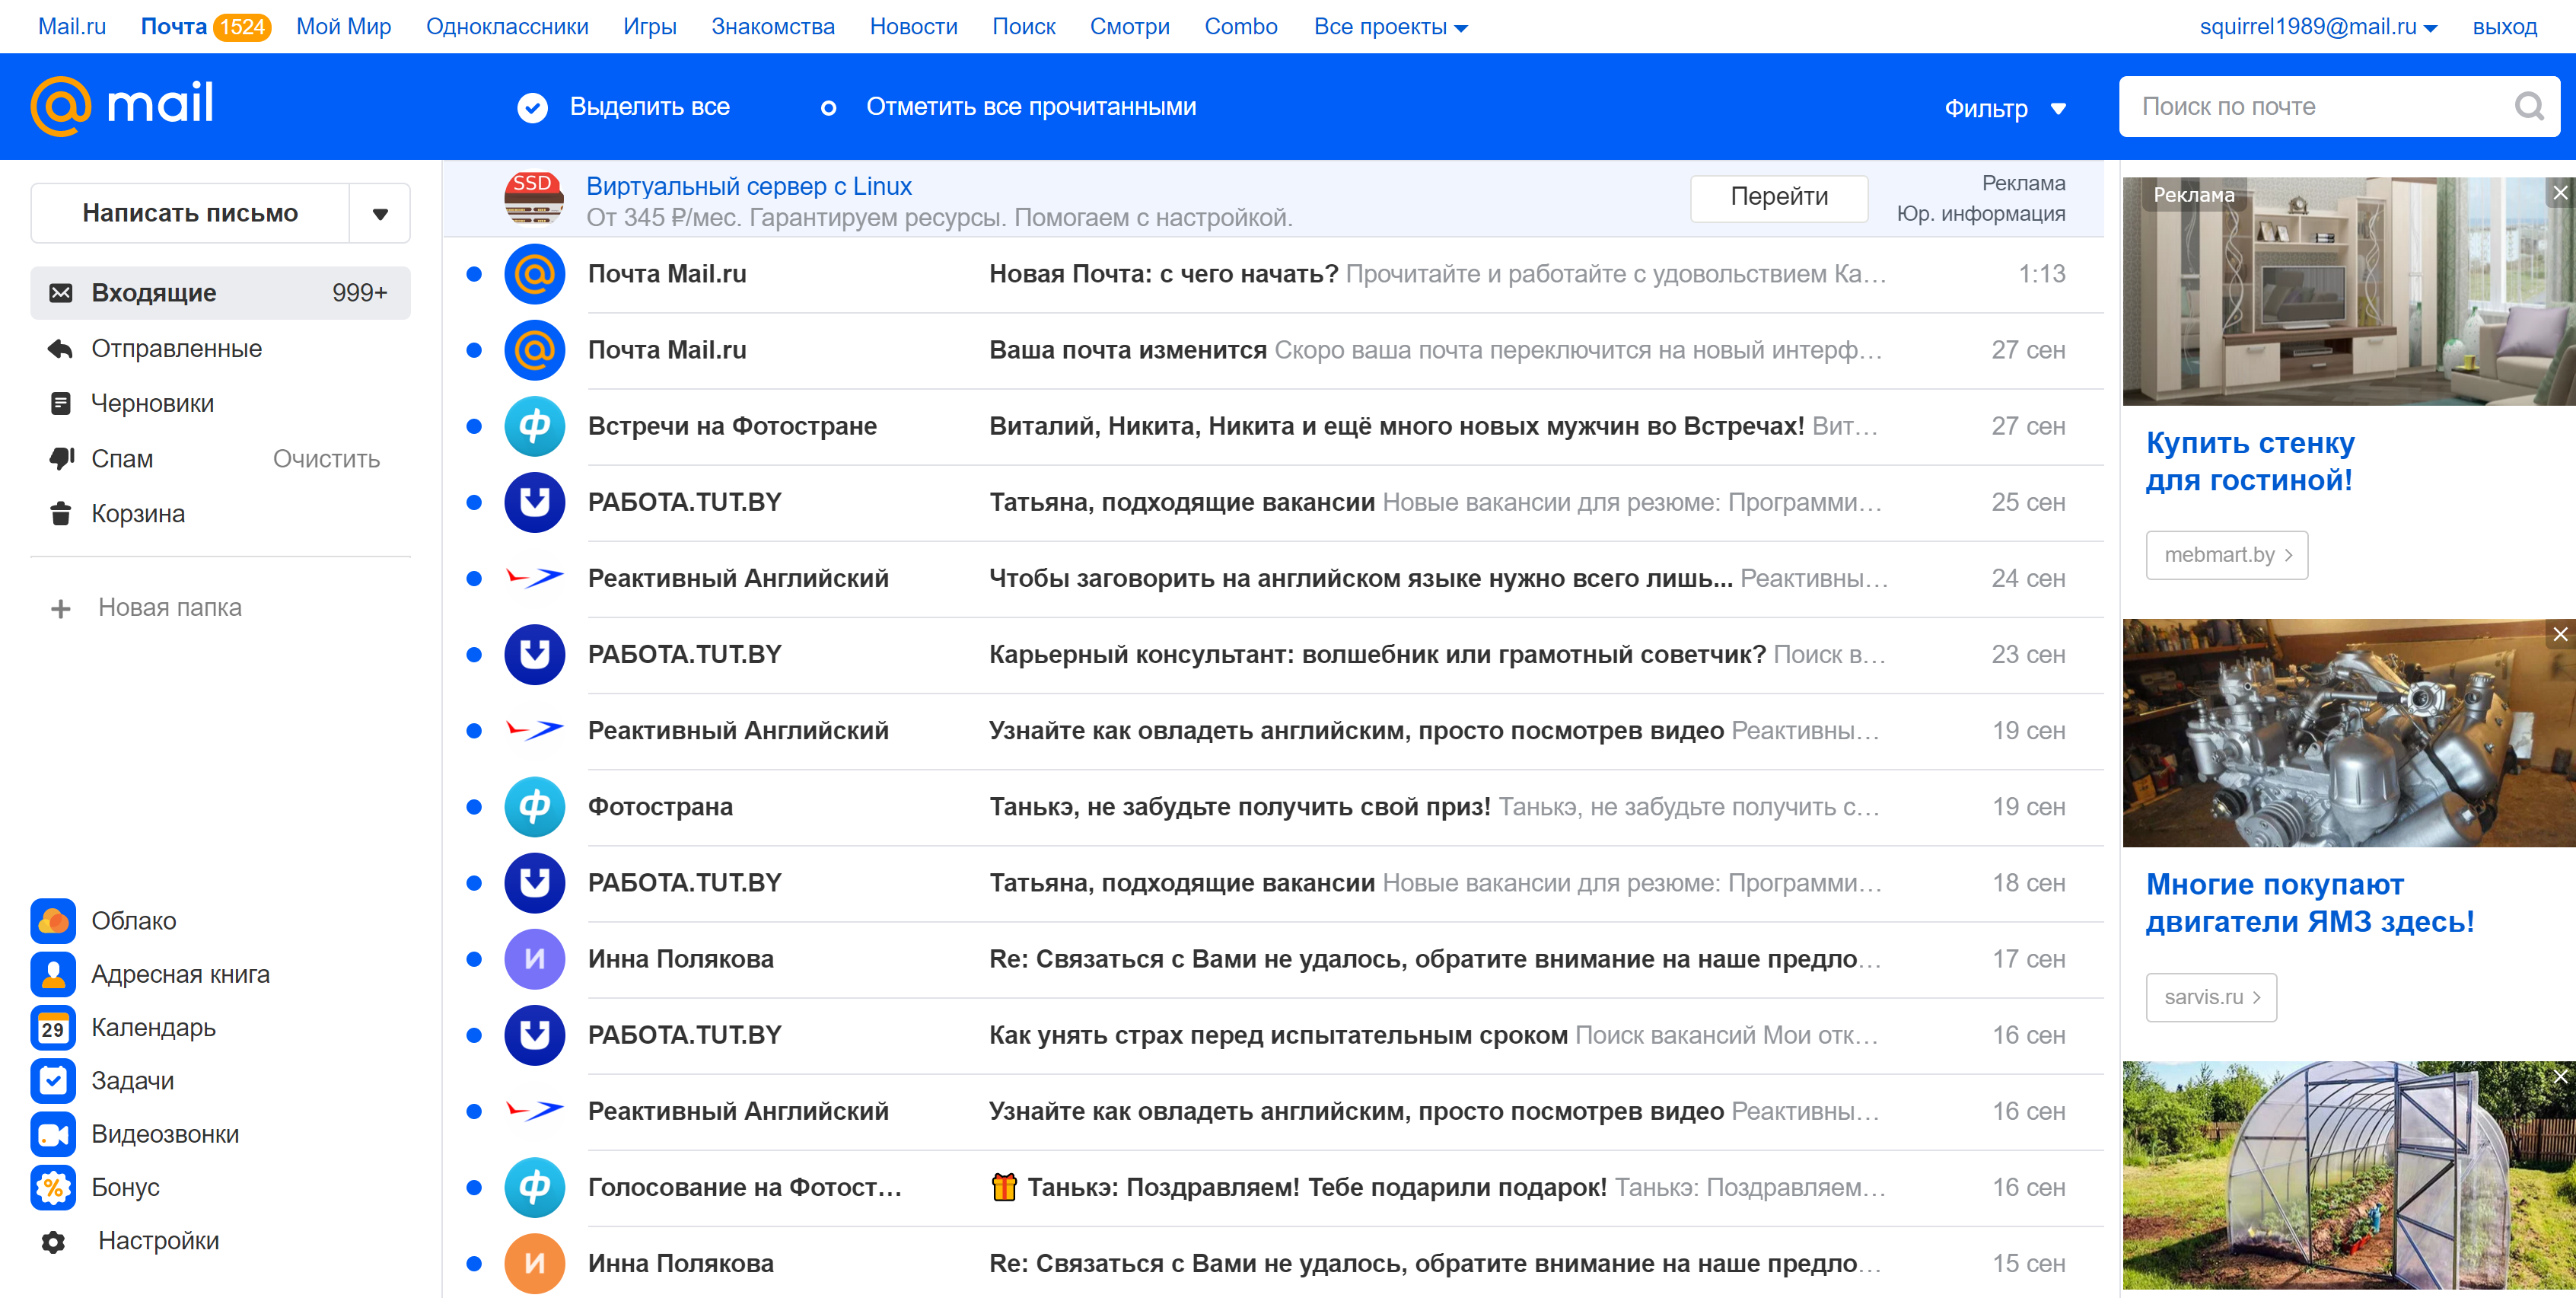 Mail.ru Почта 1524 Мой Мир Одноклассники Игры Знакомства Новости Поиск Смотри Combo Все проекты squirrel1989@mail.ru выход
@mail Выделить все Отметить все прочитанными Фильтр Поиск по почте
Написать письмо
Входящие 999+
Отправленные
Черновики
Спам Очистить
Корзина
Новая папка
Облако
Адресная книга
29 Календарь
Задачи
Видеозвонки
% Бонус
Настройки
SSD Виртуальный сервер с Linux Перейти Реклама
От 345 ₽/мес. Гарантируем ресурсы. Помогаем с настройкой. Юр. информация
Почта Mail.ru Новая Почта: с чего начать? Прочитайте и работайте с удовольствием Ка… 1:13
Почта Mail.ru Ваша почта изменится Скоро ваша почта переключится на новый интерф… 27 сен
ф Встречи на Фотостране Виталий, Никита, Никита и ещё много новых мужчин во Встречах! Вит… 27 сен
РАБОТА.TUT.BY Татьяна, подходящие вакансии Новые вакансии для резюме: Программи… 25 сен
Реактивный Английский Чтобы заговорить на английском языке нужно всего лишь... Реактивны… 24 сен
РАБОТА.TUT.BY Карьерный консультант: волшебник или грамотный советчик? Поиск в… 23 сен
Реактивный Английский Узнайте как овладеть английским, просто посмотрев видео Реактивны… 19 сен
ф Фотострана Танькэ, не забудьте получить свой приз! Танькэ, не забудьте получить с… 19 сен
РАБОТА.TUT.BY Татьяна, подходящие вакансии Новые вакансии для резюме: Программи… 18 сен
И Инна Полякова Re: Связаться с Вами не удалось, обратите внимание на наше предло… 17 сен
РАБОТА.TUT.BY Как унять страх перед испытательным сроком Поиск вакансий Мои отк… 16 сен
Реактивный Английский Узнайте как овладеть английским, просто посмотрев видео Реактивны… 16 сен
ф Голосование на Фотост… Танькэ: Поздравляем! Тебе подарили подарок! Танькэ: Поздравляем… 16 сен
И Инна Полякова Re: Связаться с Вами не удалось, обратите внимание на наше предло… 15 сен
Реклама
Купить стенку
для гостиной!
mebmart.by
Многие покупают
двигатели ЯМЗ здесь!
sarvis.ru